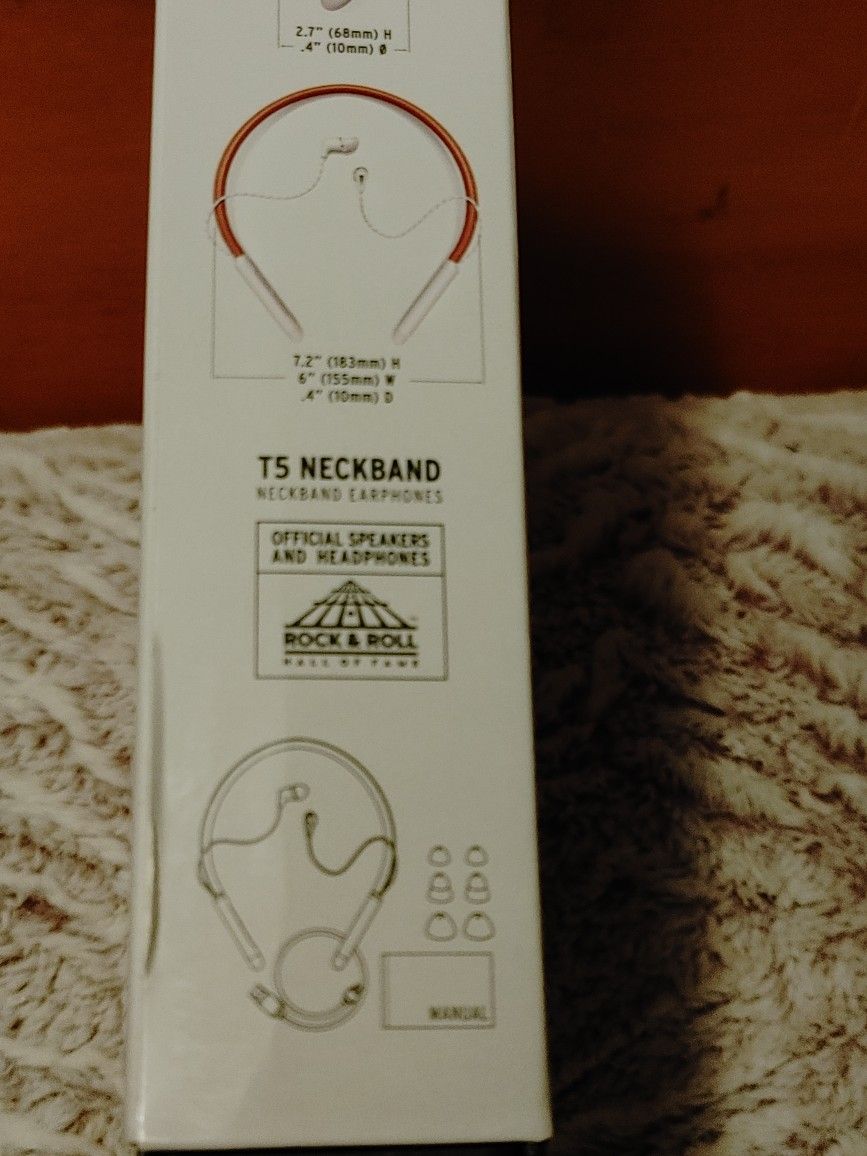 2.7" (68mm) H
.4" (10mm) Ø
7.2" (183mm) H
6" (155mm) W
.4" (10mm) D
T5 NECKBAND
NECKBAND EARPHONES
OFFICIAL SPEAKERS
AND HEADPHONES
ROCK & ROLL
HALL OF FAME
MANUAL